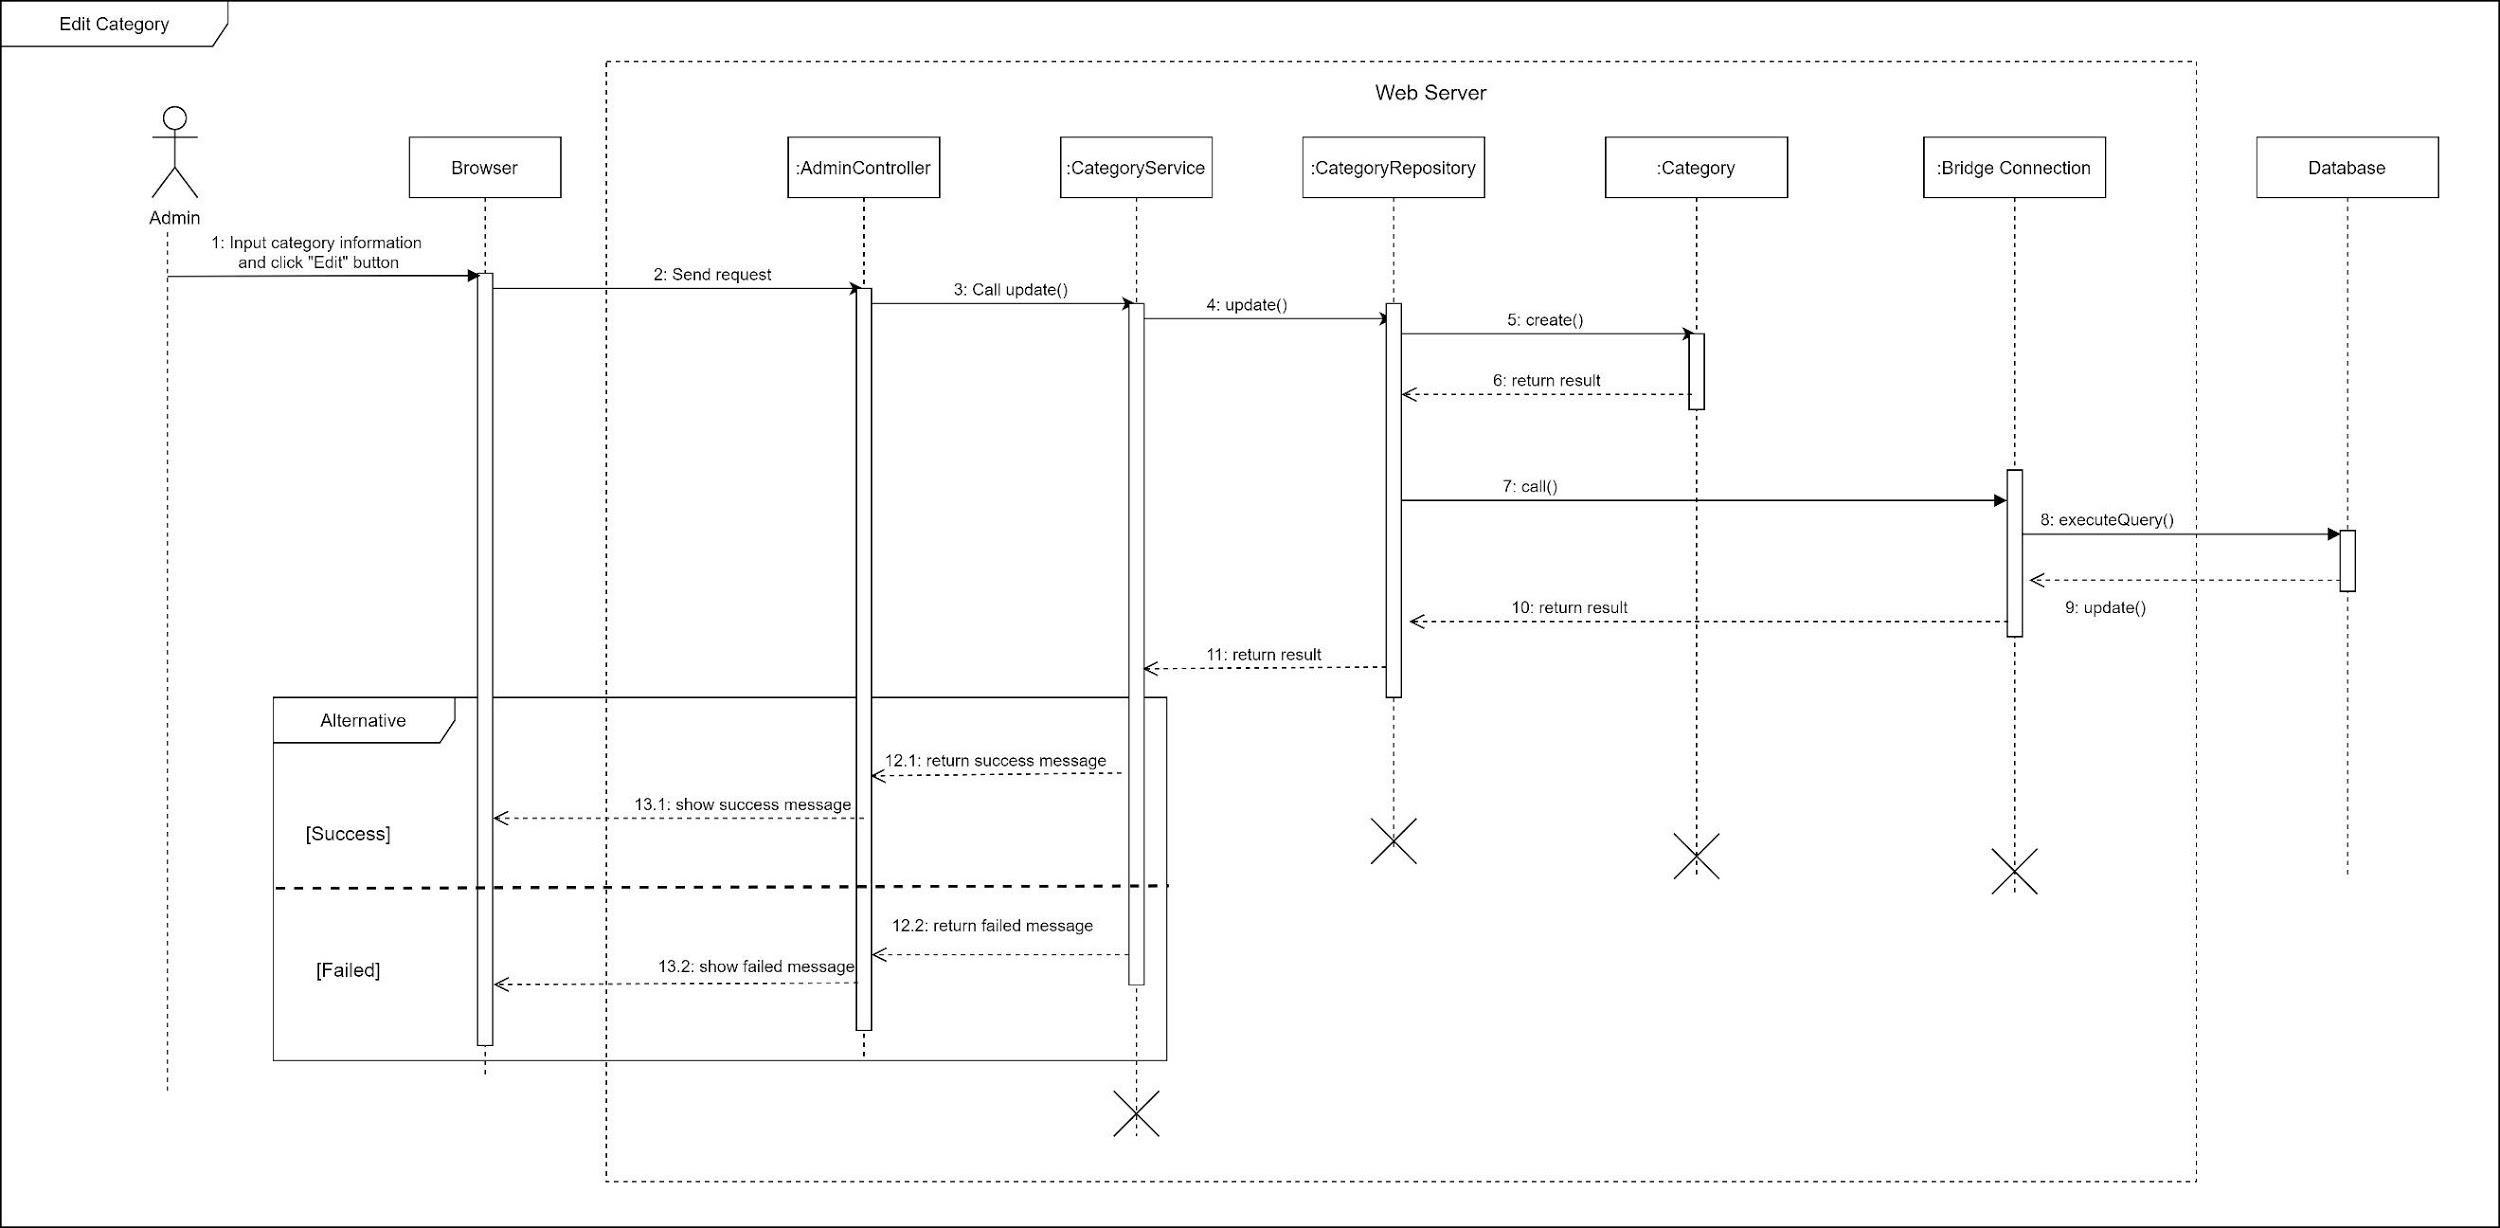 Edit Category
Web Server
Browser
:AdminController
:CategoryService
:CategoryRepository
:Category
:Bridge Connection
Database
Admin
1: Input category information
and click "Edit" button
2: Send request
3: Call update()
4: update()
5: create()
6: return result
7: call()
8: executeQuery()
9: update()
10: return result
11: return result
Alternative
12.1: return success message
13.1: show success message
[Success]
12.2: return failed message
13.2: show failed message
[Failed]